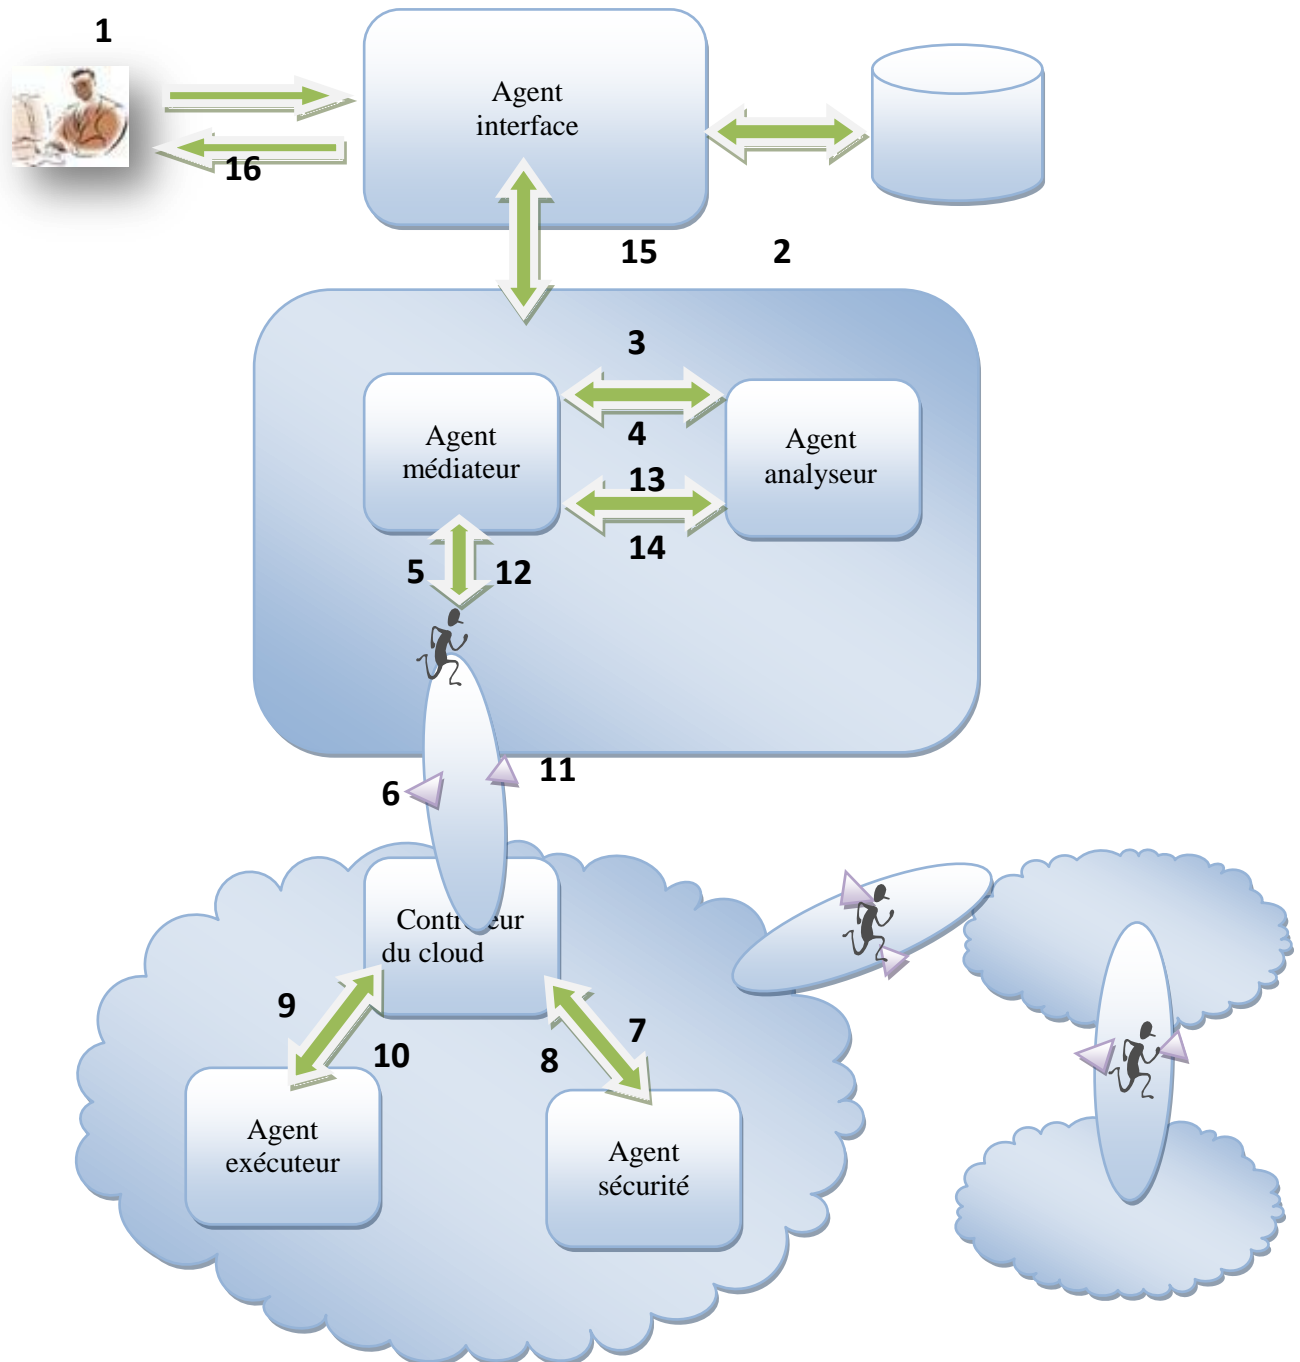 1
Agent
interface
16
15
2
3
Agent
médiateur
4
Agent
analyseur
13
14
5
12
11
6
du cloud
9
7
10
8
Agent
exécuteur
Agent
sécurité